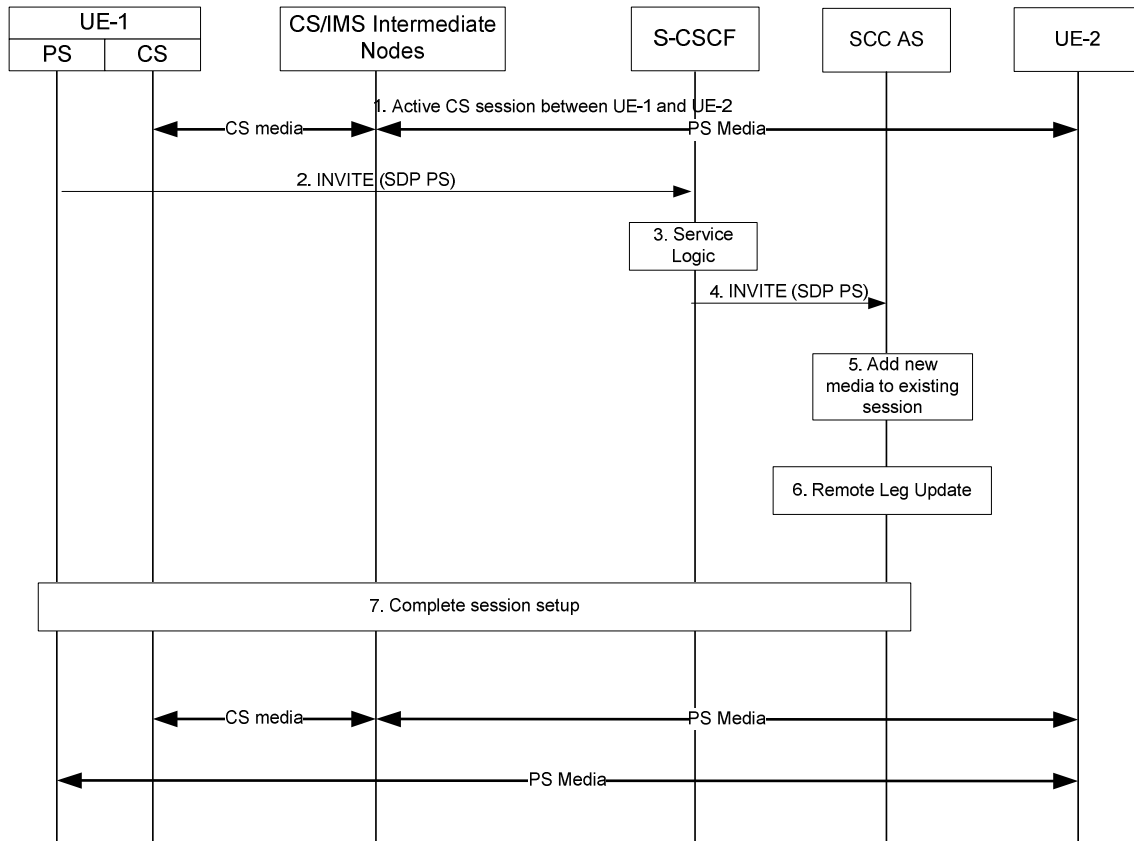 UE-1
PS
CS
CS/IMS Intermediate
Nodes
S-CSCF
SCC AS
UE-2
1. Active CS session between UE-1 and UE-2
CS media
PS Media
2. INVITE (SDP PS)
3. Service
Logic
4. INVITE (SDP PS)
5. Add new
media to existing
session
6. Remote Leg Update
7. Complete session setup
CS media
PS Media
PS Media